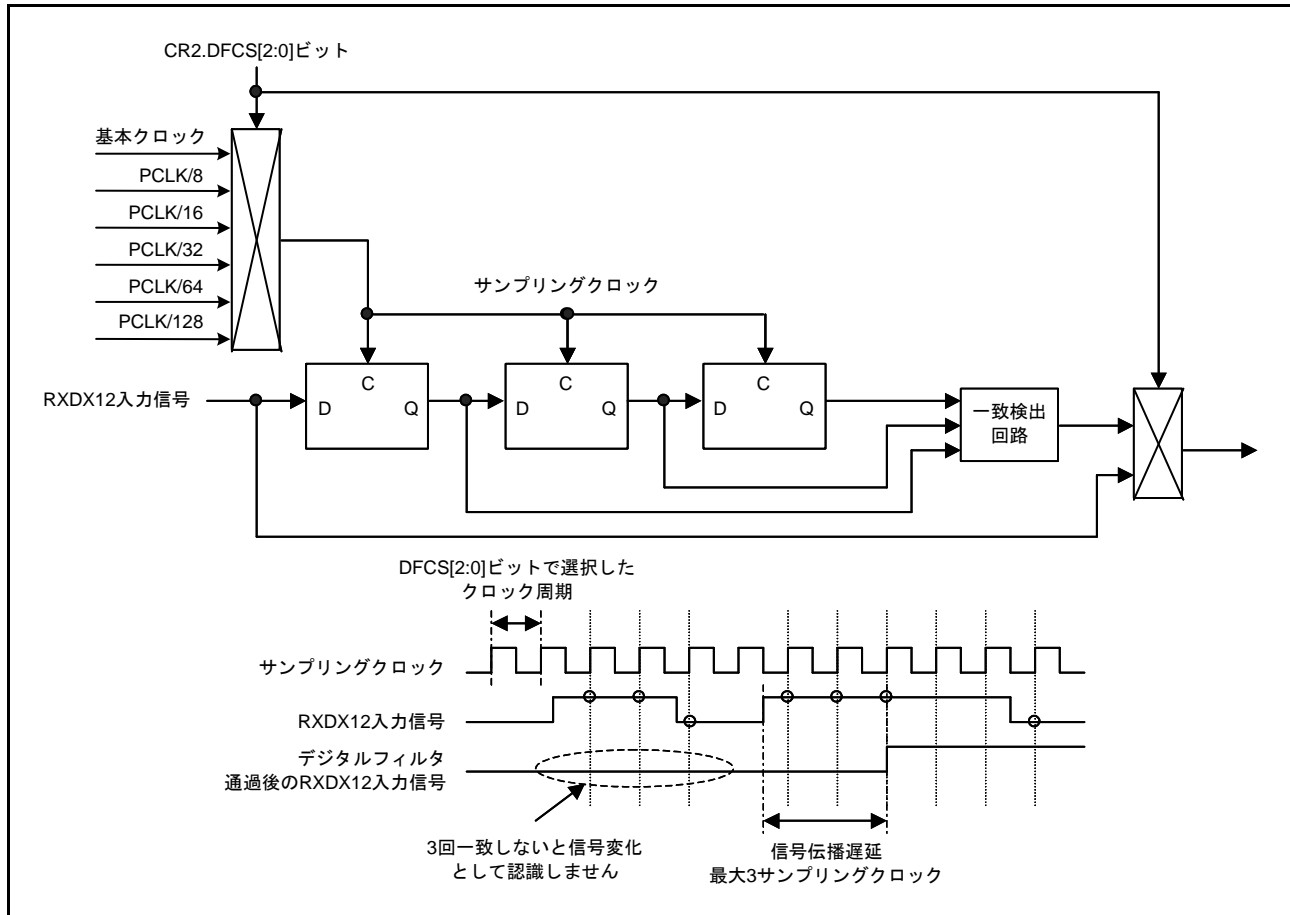 CR2.DFCS[2:0]ビット
基本クロック
PCLK/8
PCLK/16
PCLK/32
PCLK/64
PCLK/128
サンプリングクロック
RXDX12入力信号
C
D
Q
C
D
Q
C
D
Q
一致検出
回路
DFCS[2:0]ビットで選択した
クロック周期
サンプリングクロック
RXDX12入力信号
デジタルフィルタ
通過後のRXDX12入力信号
3回一致しないと信号変化
として認識しません
信号伝播遅延
最大3サンプリングクロック